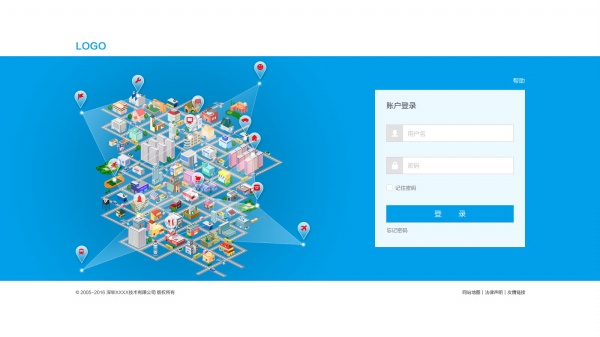 LOGO
帮助
账户登录
用户名
密码
记住密码
登 录
忘记密码
© 2005-2016 深圳XXXX技术有限公司 版权所有
网站地图 | 法律声明 | 友情链接